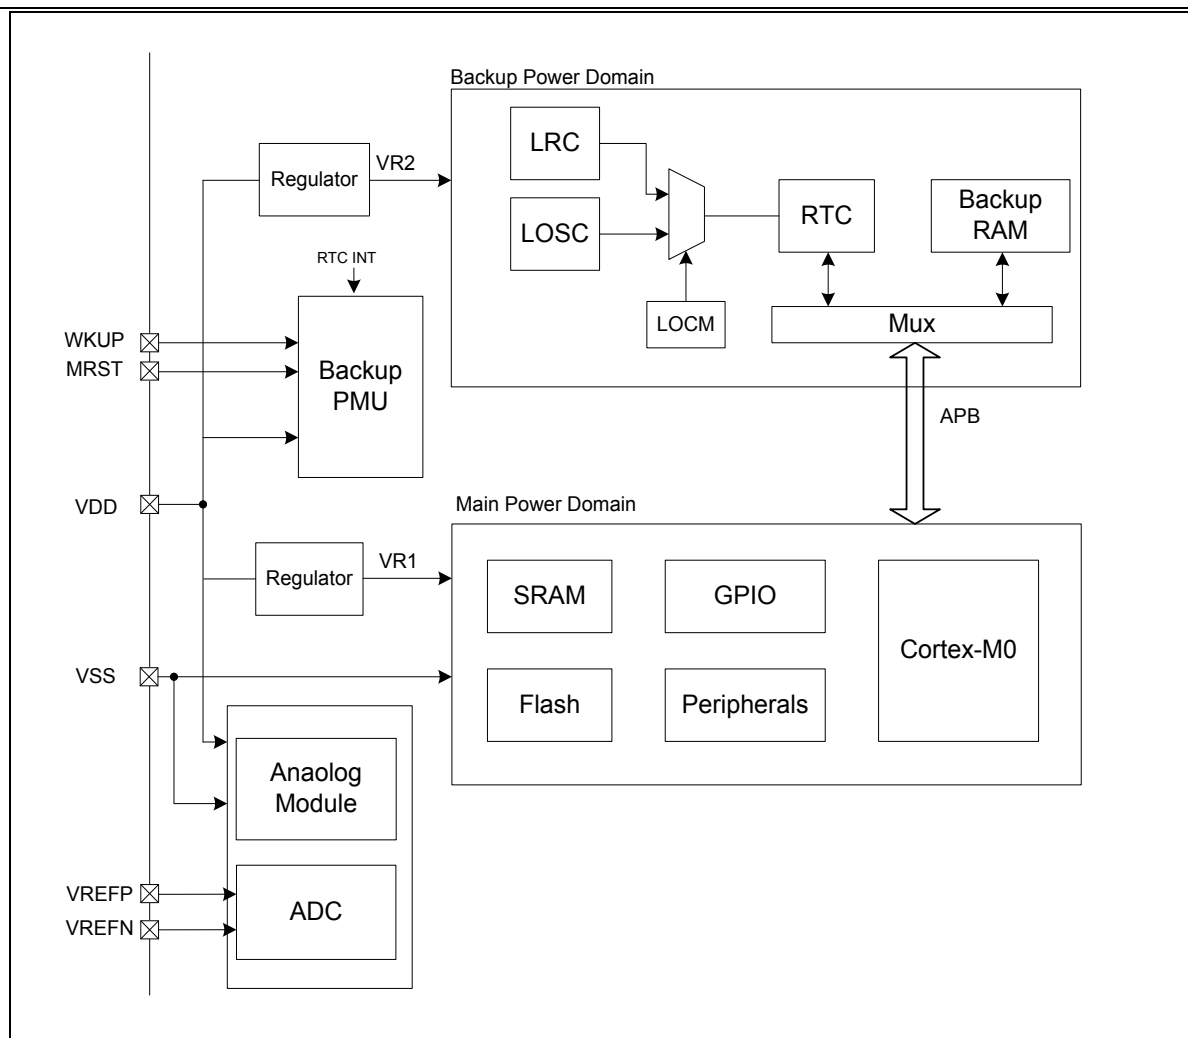 Backup Power Domain
LRC
VR2
Regulator
RTC
Backup
RAM
LOSC
RTC INT
LOCM
Mux
WKUP
MRST
Backup
PMU
APB
VDD
Main Power Domain
VR1
Regulator
SRAM
GPIO
Cortex-M0
VSS
Flash
Peripherals
Anaolog
Module
VREFP
ADC
VREFN